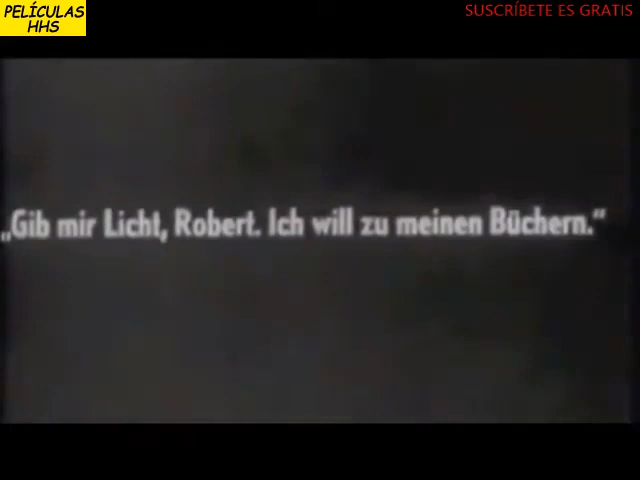 PELÍCULAS
HHS
SUSCRÍBETE ES GRATIS
„Gib mir Licht, Robert. Ich will zu meinen Büchern.“